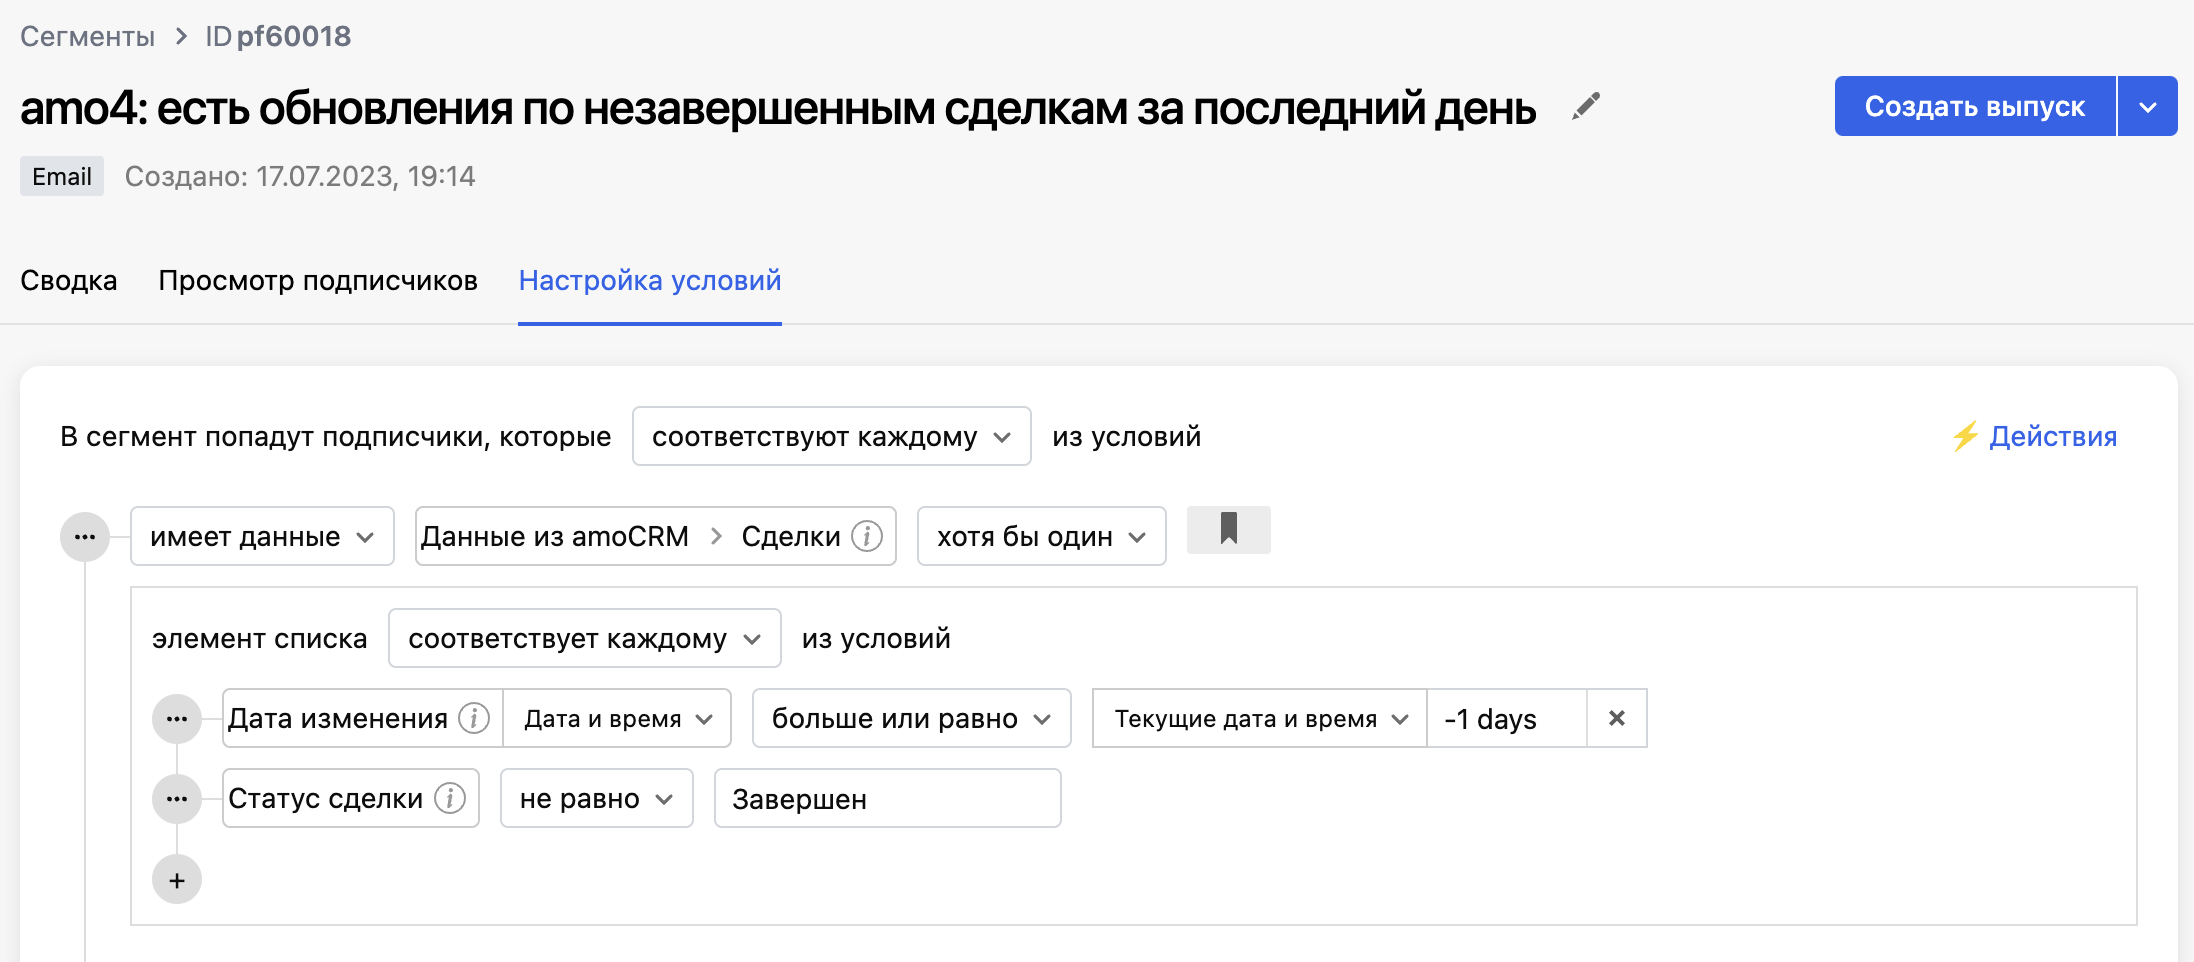 Сегменты > ID pf60018
amo4: есть обновления по незавершенным сделкам за последний день
Создать выпуск
Email Создано: 17.07.2023, 19:14
Сводка Просмотр подписчиков Настройка условий
В сегмент попадут подписчики, которые соответствуют каждому из условий
Действия
имеет данные Данные из amoCRM > Сделки i хотя бы один
элемент списка соответствует каждому из условий
Дата изменения i Дата и время больше или равно Текущие дата и время -1 days ×
Статус сделки i не равно Завершен
+